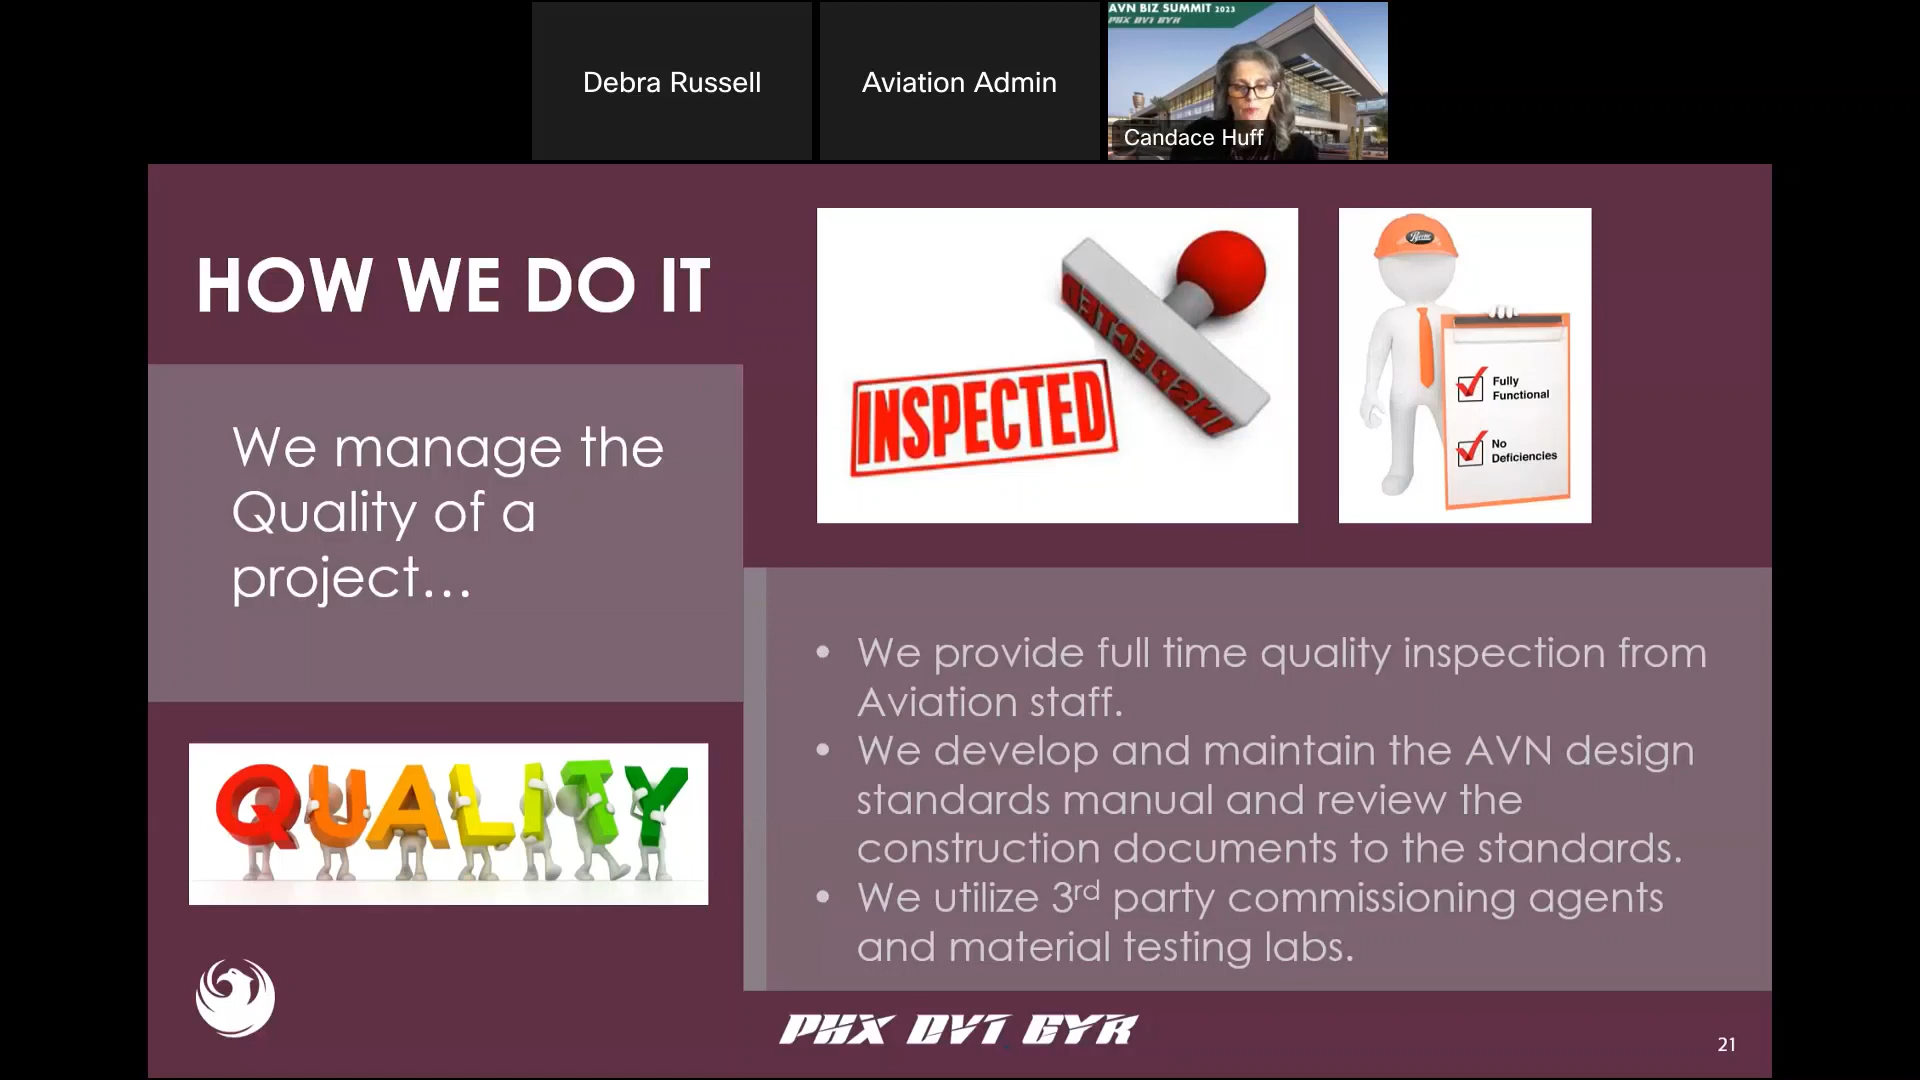 Debra Russell
Aviation Admin
AVN BIZ SUMMIT 2023
PHX DVT GYR
Candace Huff
HOW WE DO IT
INSPECTED
INSPECTED
Fully
Functional
No
Deficiencies
We manage the
Quality of a
project...
QUALITY
• We provide full time quality inspection from
Aviation staff.
• We develop and maintain the AVN design
standards manual and review the
construction documents to the standards.
• We utilize 3rd party commissioning agents
and material testing labs.
PHX DVT GYR
21